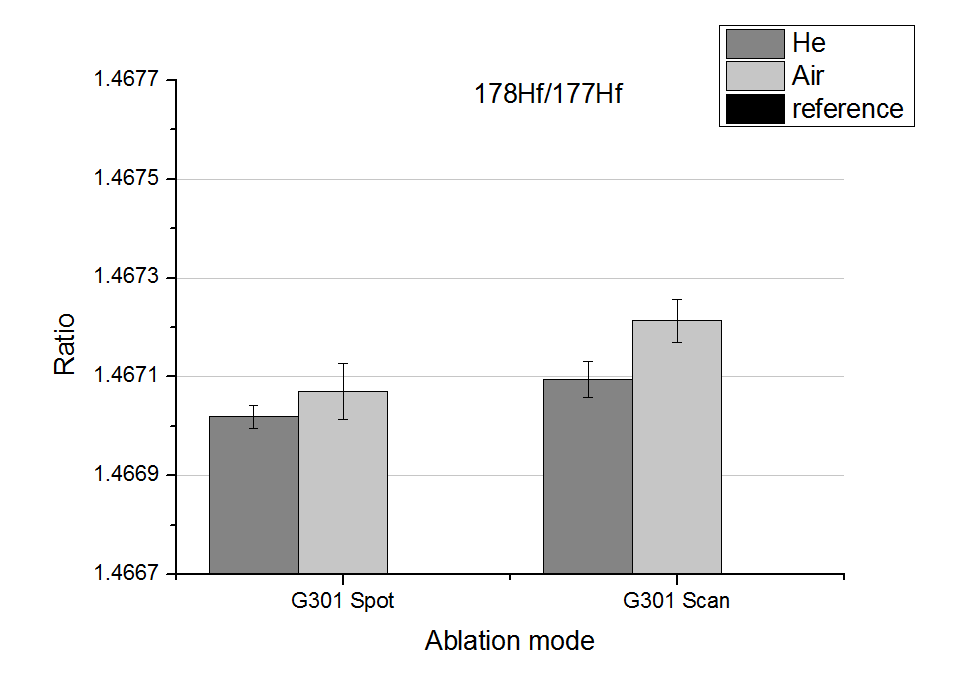 He
Air
reference
178Hf/177Hf
1.4677
1.4675
1.4673
1.4671
1.4669
1.4667
Ratio
G301 Spot
G301 Scan
Ablation mode